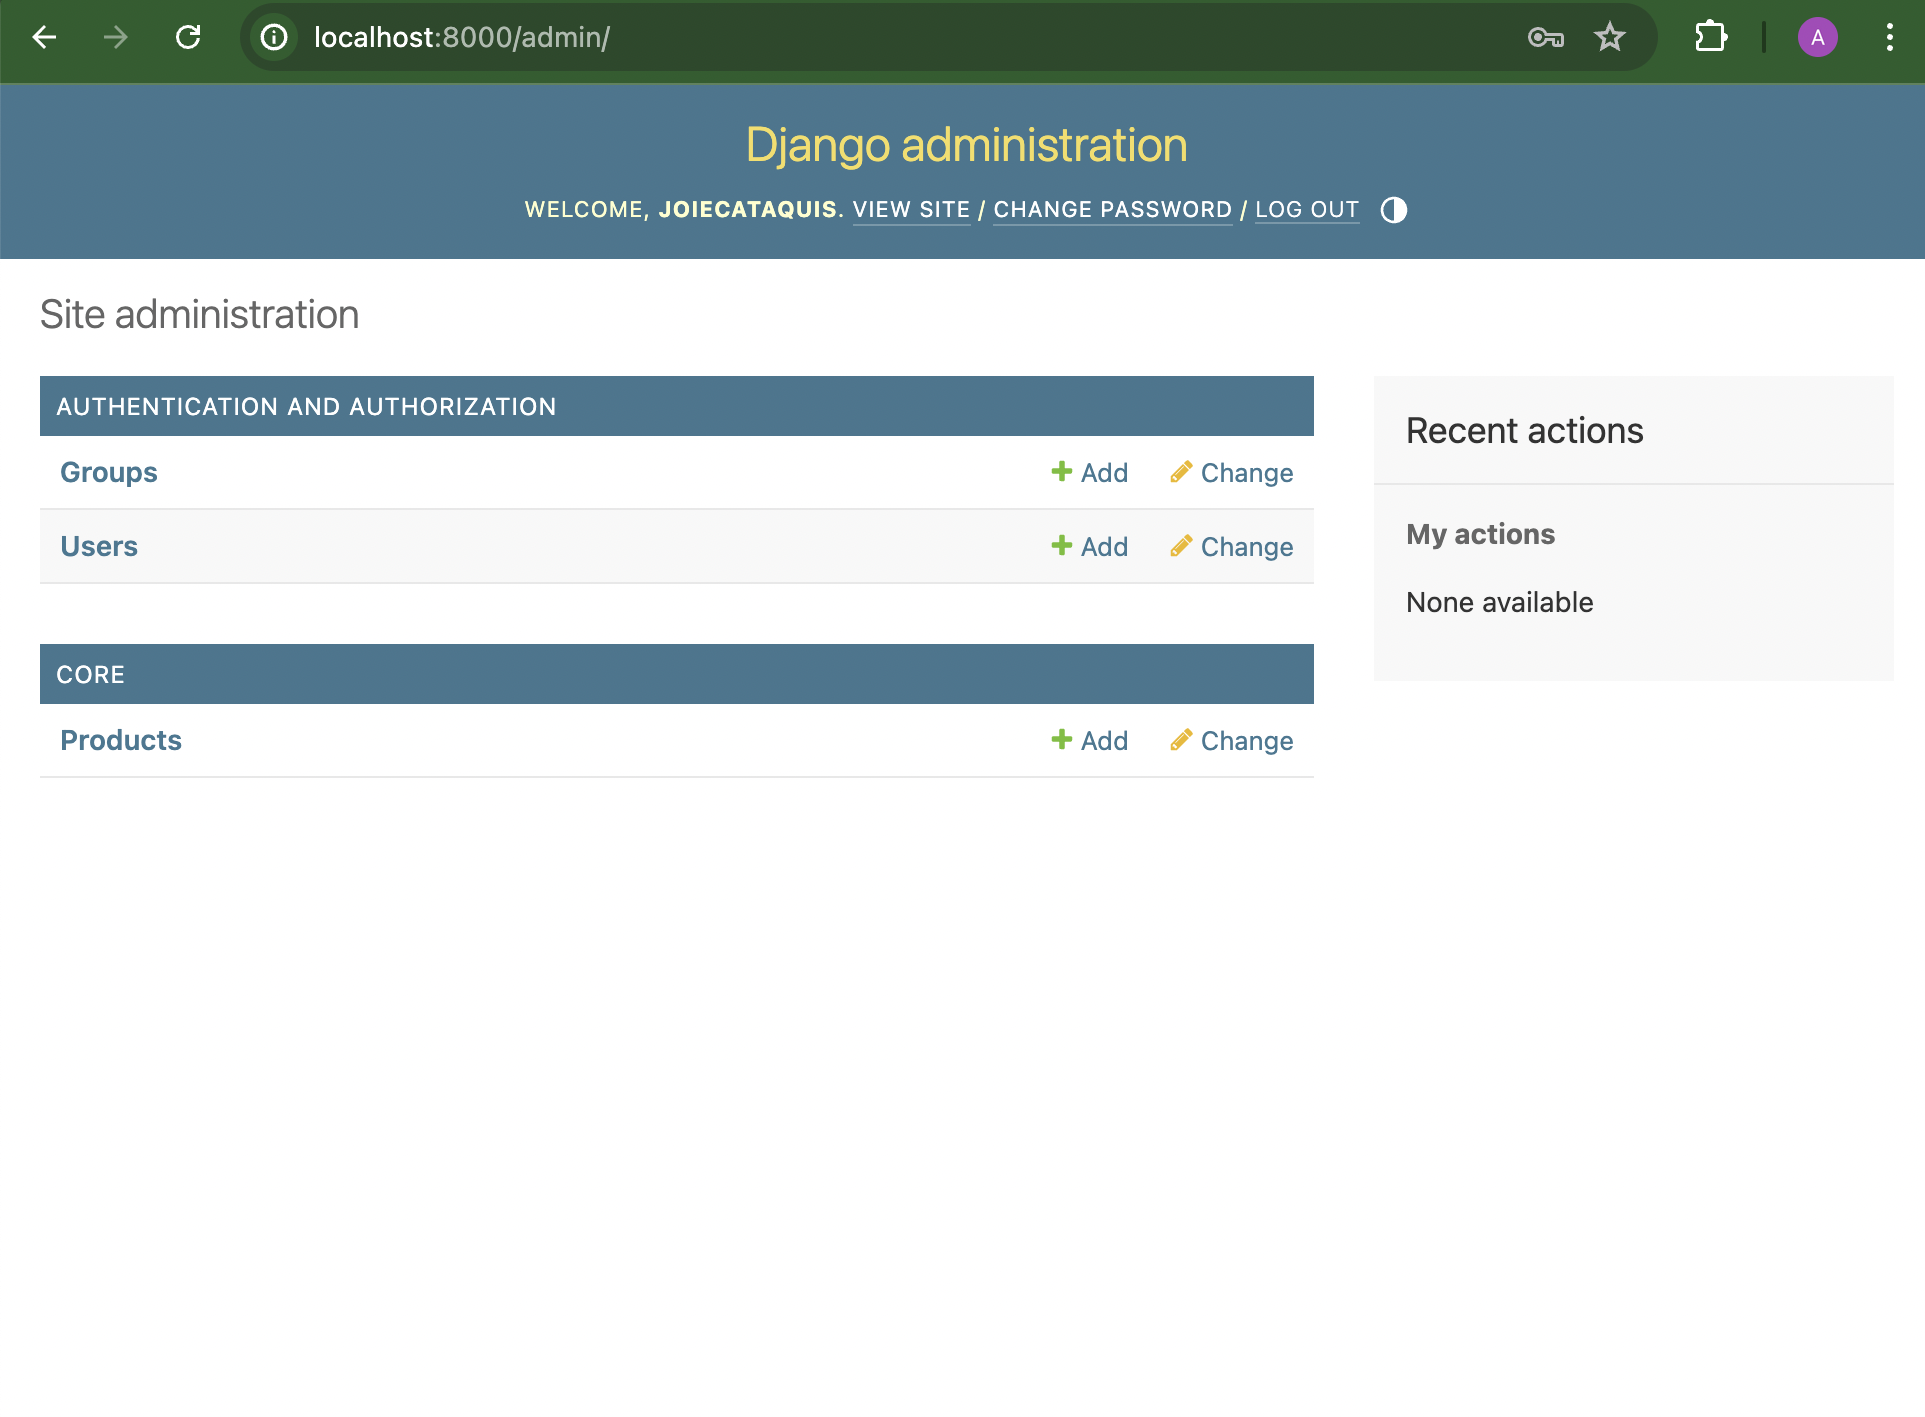 localhost:8000/admin/
A
Django administration
WELCOME, JOIECATAQUIS. VIEW SITE / CHANGE PASSWORD / LOG OUT
Site administration
AUTHENTICATION AND AUTHORIZATION
Groups Add Change
Users Add Change
CORE
Products Add Change
Recent actions
My actions
None available